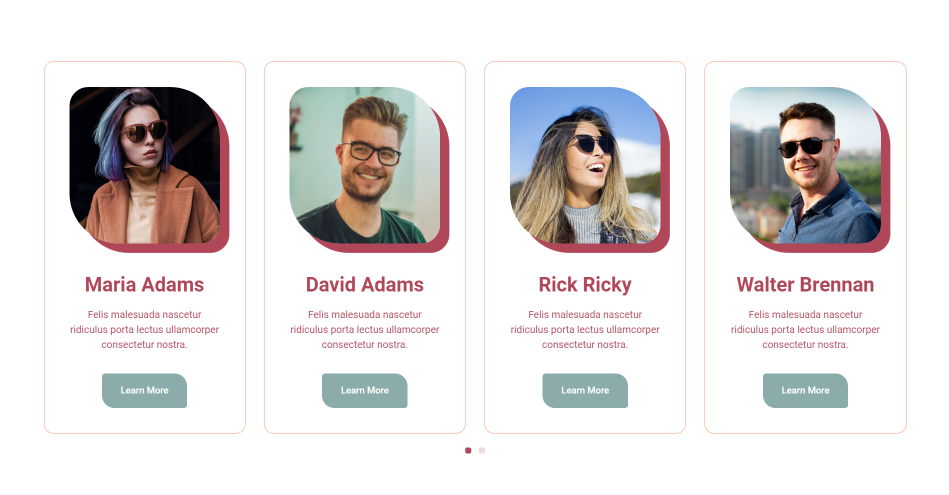 Maria Adams
Felis malesuada nascetur
ridiculus porta lectus ullamcorper
consectetur nostra.
Learn More
David Adams
Felis malesuada nascetur
ridiculus porta lectus ullamcorper
consectetur nostra.
Learn More
Rick Ricky
Felis malesuada nascetur
ridiculus porta lectus ullamcorper
consectetur nostra.
Learn More
Walter Brennan
Felis malesuada nascetur
ridiculus porta lectus ullamcorper
consectetur nostra.
Learn More